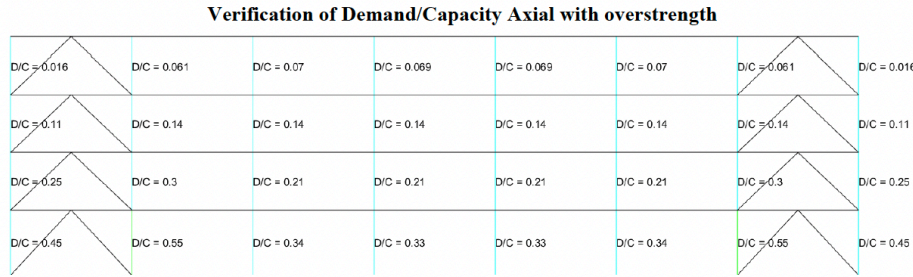 Verification of Demand/Capacity Axial with overstrength
D/C = 0.016 D/C = 0.061 D/C = 0.07 D/C = 0.069 D/C = 0.069 D/C = 0.07 D/C = 0.061 D/C = 0.016
D/C = 0.11 D/C = 0.14 D/C = 0.14 D/C = 0.14 D/C = 0.14 D/C = 0.14 D/C = 0.14 D/C = 0.11
D/C = 0.25 D/C = 0.3 D/C = 0.21 D/C = 0.21 D/C = 0.21 D/C = 0.21 D/C = 0.3 D/C = 0.25
D/C = 0.45 D/C = 0.55 D/C = 0.34 D/C = 0.33 D/C = 0.33 D/C = 0.34 D/C = 0.55 D/C = 0.45